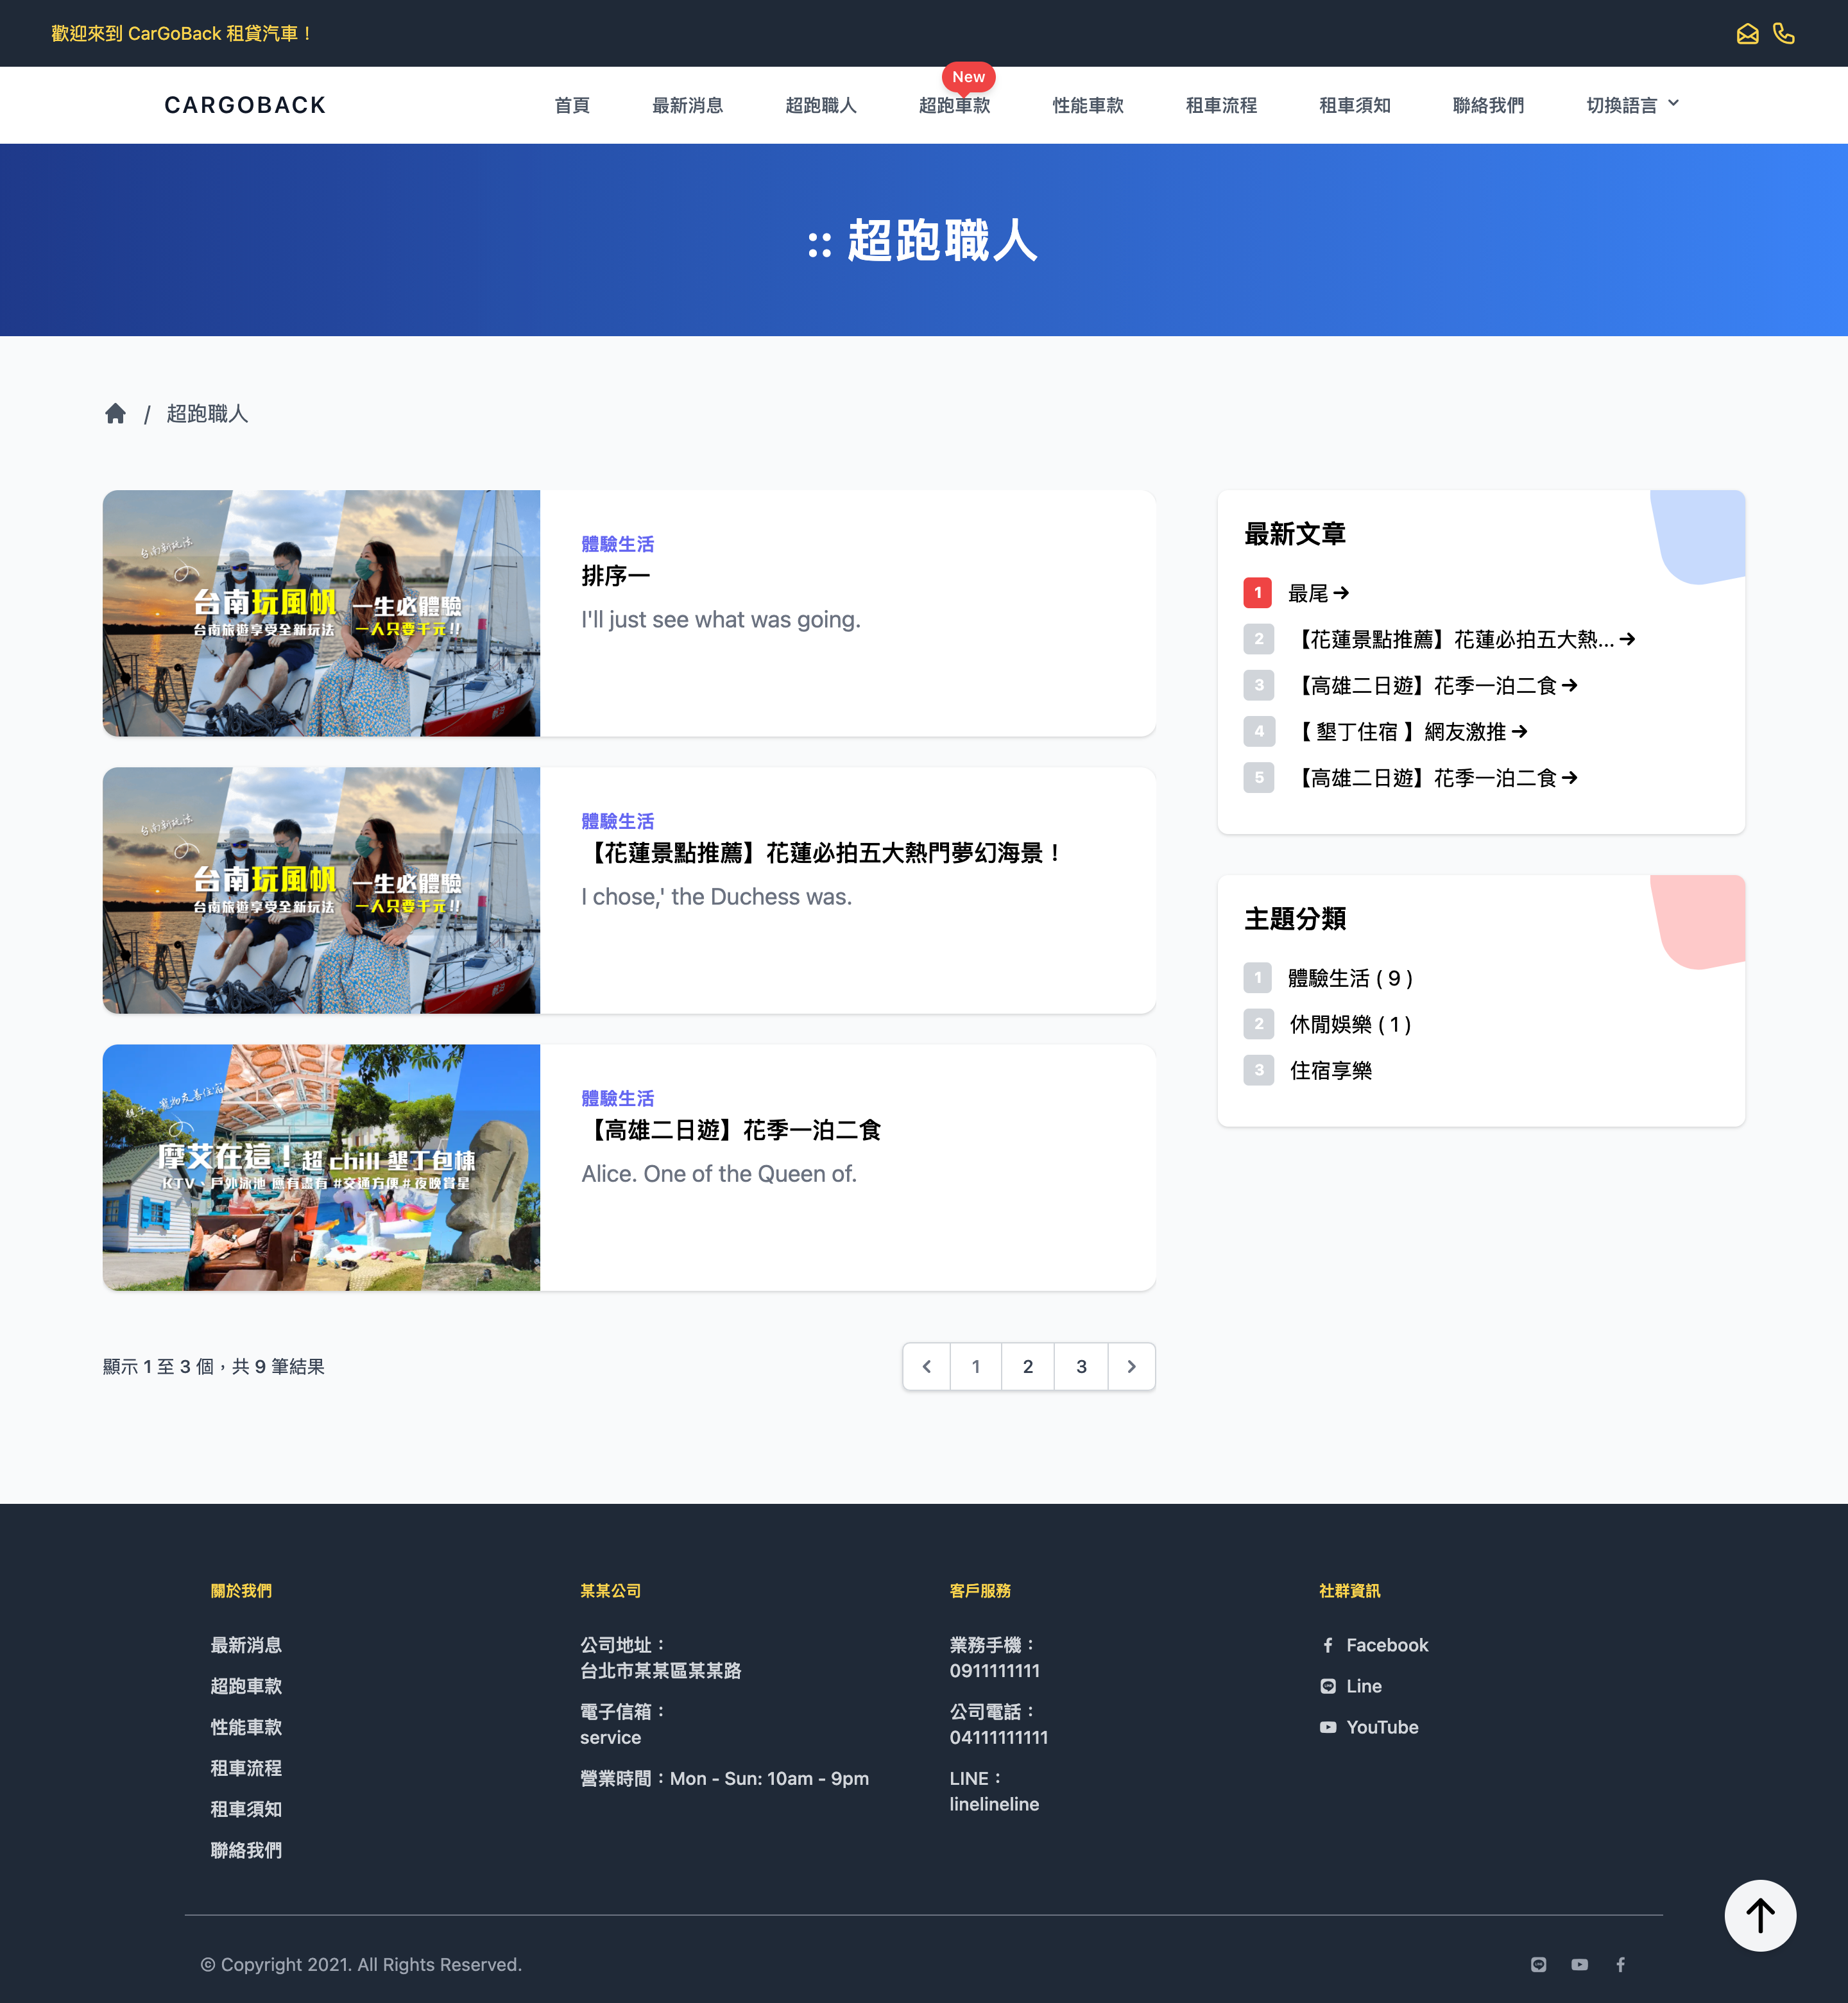 歡迎來到 CarGoBack 租貸汽車！
New
CARGOBACK
首頁
最新消息
超跑職人
超跑車款
性能車款
租車流程
租車須知
聯絡我們
切換語言
:: 超跑職人
/ 超跑職人
台南新玩法
台南玩風帆 一生必體驗
台南旅遊享受全新玩法 一人只要千元!!
體驗生活
排序一
I'll just see what was going.
台南新玩法
台南玩風帆 一生必體驗
台南旅遊享受全新玩法 一人只要千元!!
體驗生活
【花蓮景點推薦】花蓮必拍五大熱門夢幻海景！
I chose,' the Duchess was.
親子、寵物友善住宿
摩艾在這！超 chill 墾丁包棟
KTV、戶外泳池 應有盡有 #交通方便 #夜晚賞星
體驗生活
【高雄二日遊】花季一泊二食
Alice. One of the Queen of.
顯示 1 至 3 個，共 9 筆結果
1 2 3
最新文章
1 最尾
2 【花蓮景點推薦】花蓮必拍五大熱...
3 【高雄二日遊】花季一泊二食
4 【 墾丁住宿 】網友激推
5 【高雄二日遊】花季一泊二食
主題分類
1 體驗生活 ( 9 )
2 休閒娛樂 ( 1 )
3 住宿享樂
關於我們
最新消息
超跑車款
性能車款
租車流程
租車須知
聯絡我們
某某公司
公司地址：
台北市某某區某某路
電子信箱：
service
營業時間：Mon - Sun: 10am - 9pm
客戶服務
業務手機：
0911111111
公司電話：
04111111111
LINE：
linelineline
社群資訊
Facebook
Line
YouTube
© Copyright 2021. All Rights Reserved.